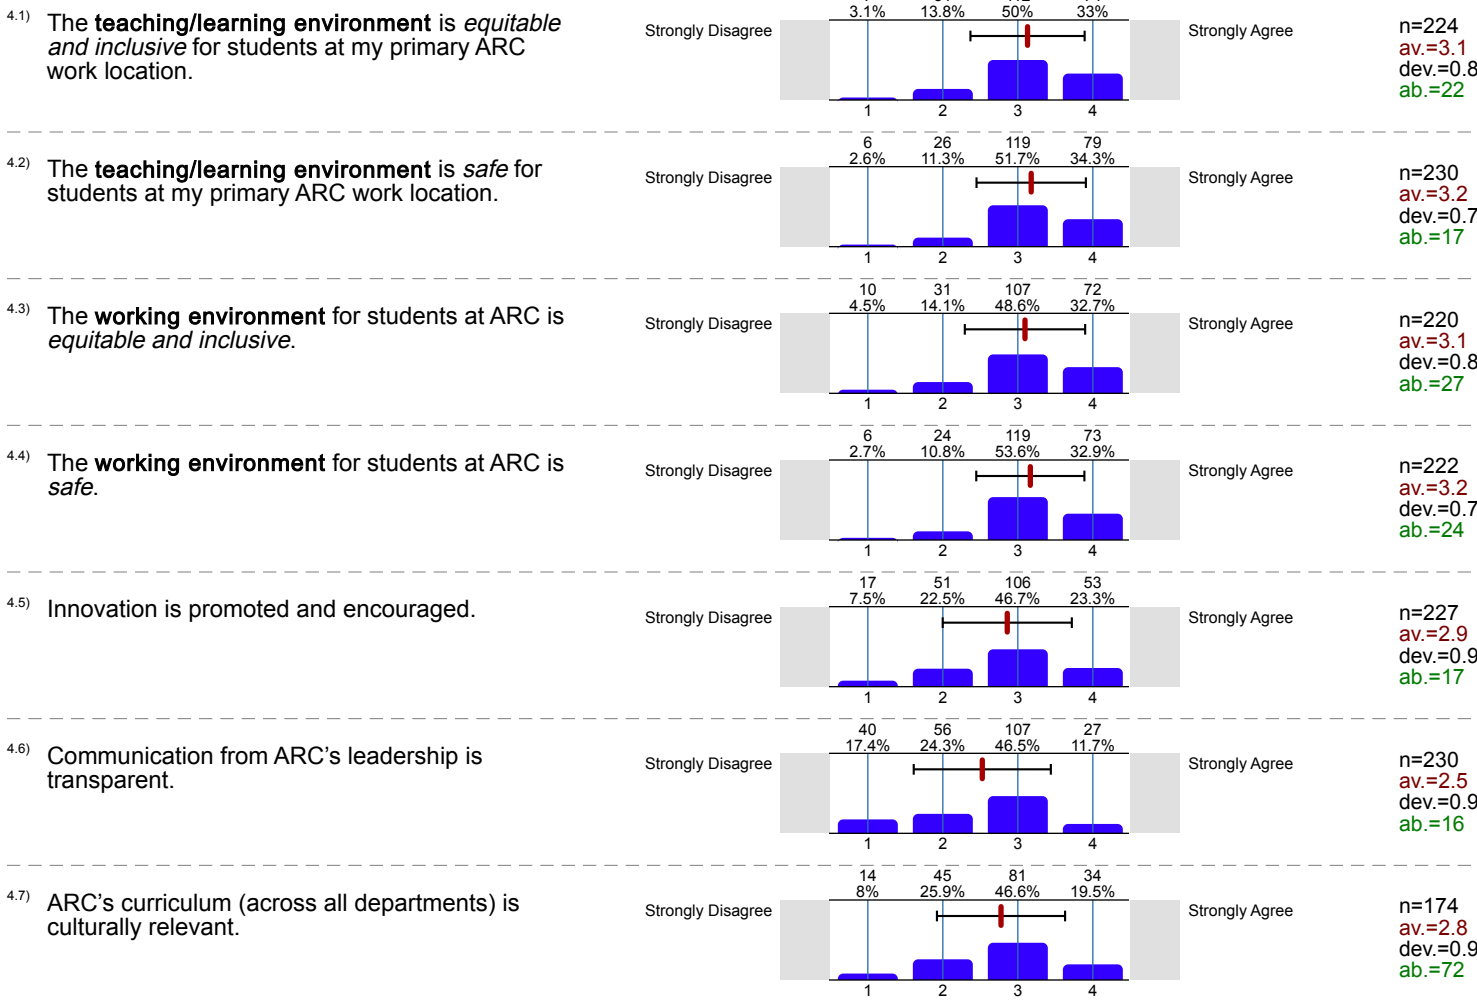 3.1% 13.8% 50% 33%
4.1) The teaching/learning environment is equitable
and inclusive for students at my primary ARC
work location.
Strongly Disagree
Strongly Agree
n=224
av.=3.1
dev.=0.8
ab.=22
1 2 3 4
6 26 119 79
2.6% 11.3% 51.7% 34.3%
4.2) The teaching/learning environment is safe for
students at my primary ARC work location.
Strongly Disagree
Strongly Agree
n=230
av.=3.2
dev.=0.7
ab.=17
1 2 3 4
10 31 107 72
4.5% 14.1% 48.6% 32.7%
4.3) The working environment for students at ARC is
equitable and inclusive.
Strongly Disagree
Strongly Agree
n=220
av.=3.1
dev.=0.8
ab.=27
1 2 3 4
6 24 119 73
2.7% 10.8% 53.6% 32.9%
4.4) The working environment for students at ARC is
safe.
Strongly Disagree
Strongly Agree
n=222
av.=3.2
dev.=0.7
ab.=24
1 2 3 4
17 51 106 53
7.5% 22.5% 46.7% 23.3%
4.5) Innovation is promoted and encouraged.
Strongly Disagree
Strongly Agree
n=227
av.=2.9
dev.=0.9
ab.=17
1 2 3 4
40 56 107 27
17.4% 24.3% 46.5% 11.7%
4.6) Communication from ARC's leadership is
transparent.
Strongly Disagree
Strongly Agree
n=230
av.=2.5
dev.=0.9
ab.=16
1 2 3 4
14 45 81 34
8% 25.9% 46.6% 19.5%
4.7) ARC's curriculum (across all departments) is
culturally relevant.
Strongly Disagree
Strongly Agree
n=174
av.=2.8
dev.=0.9
ab.=72
1 2 3 4